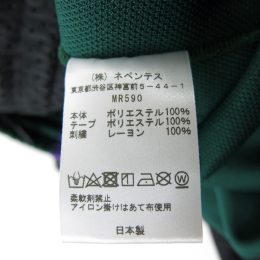 (株) ネペンテス
東京都渋谷区神宮前5-44-1
MR590
本体 ポリエステル100%
テープ ポリエステル100%
刺繍 レーヨン 100%
柔軟剤禁止
アイロン掛けはあて布使用
日本製